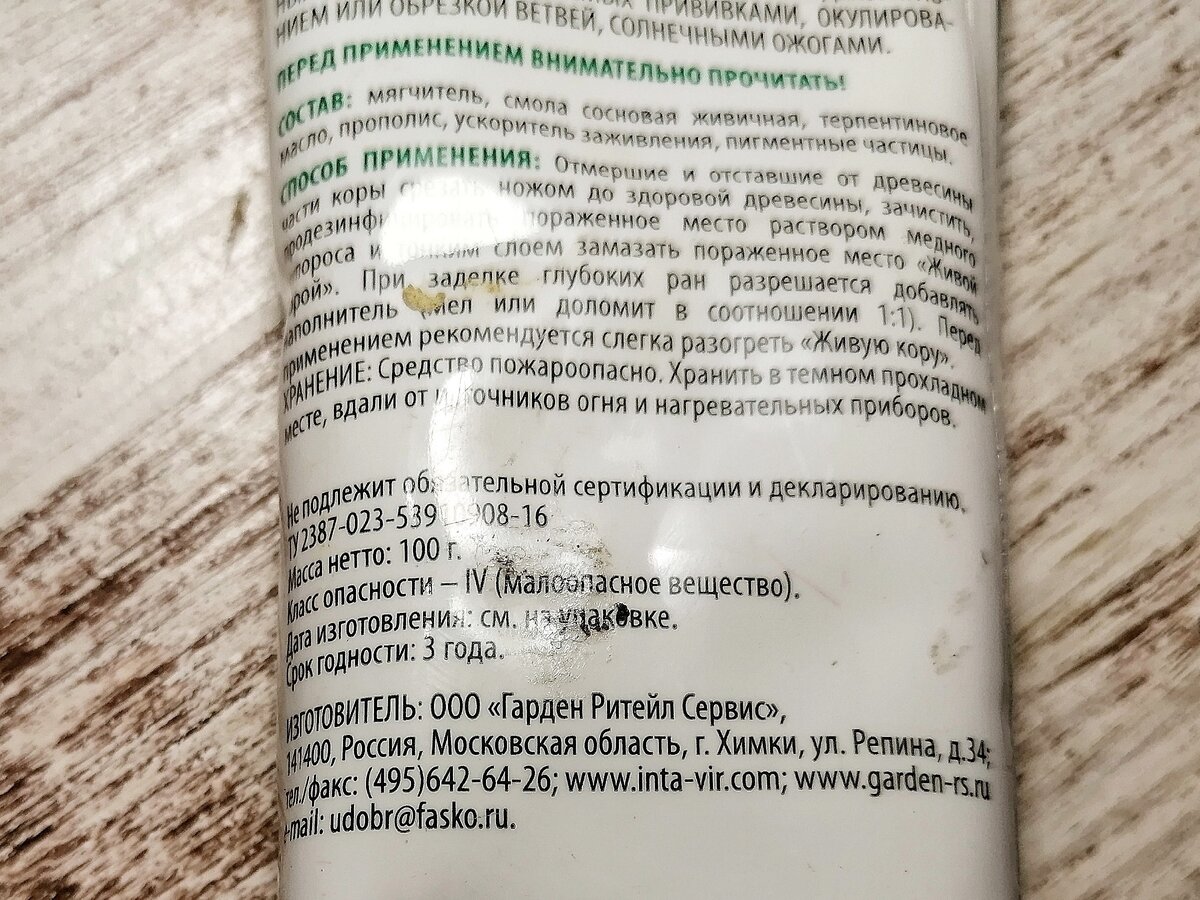 ПРИВИВКАМИ, ОКУЛИРОВА-
НИЕМ ИЛИ ОБРЕЗКОЙ ВЕТВЕЙ, СОЛНЕЧНЫМИ ОЖОГАМИ.
ПЕРЕД ПРИМЕНЕНИЕМ ВНИМАТЕЛЬНО ПРОЧИТАТЬ!
СОСТАВ: мягчитель, смола сосновая живичная, терпентиновое
масло, прополис, ускоритель заживления, пигментные частицы.
СПОСОБ ПРИМЕНЕНИЯ: Отмершие и отставшие от древесины
части коры срезать ножом до здоровой древесины, зачистить,
продезинфицировать пораженное место раствором медного
пороса и тонким слоем замазать пораженное место «Живой
корой». При заделке глубоких ран разрешается добавлять
наполнитель (мел или доломит в соотношении 1:1). Перед
применением рекомендуется слегка разогреть «Живую кору».
ХРАНЕНИЕ: Средство пожароопасно. Хранить в темном прохладном
месте, вдали от источников огня и нагревательных приборов.
Не подлежит обязательной сертификации и декларированию.
ТУ 2387-023-539 0908-16
Масса нетто: 100 г.
Класс опасности – IV (малоопасное вещество).
Дата изготовления: см. на упаковке.
Срок годности: 3 года.
ИЗГОТОВИТЕЛЬ: ООО «Гарден Ритейл Сервис»,
141400, Россия, Московская область, г. Химки, ул. Репина, д.34;
тел./факс: (495)642-64-26; www.inta-vir.com; www.garden-rs.ru
e-mail: udobr@fasko.ru.